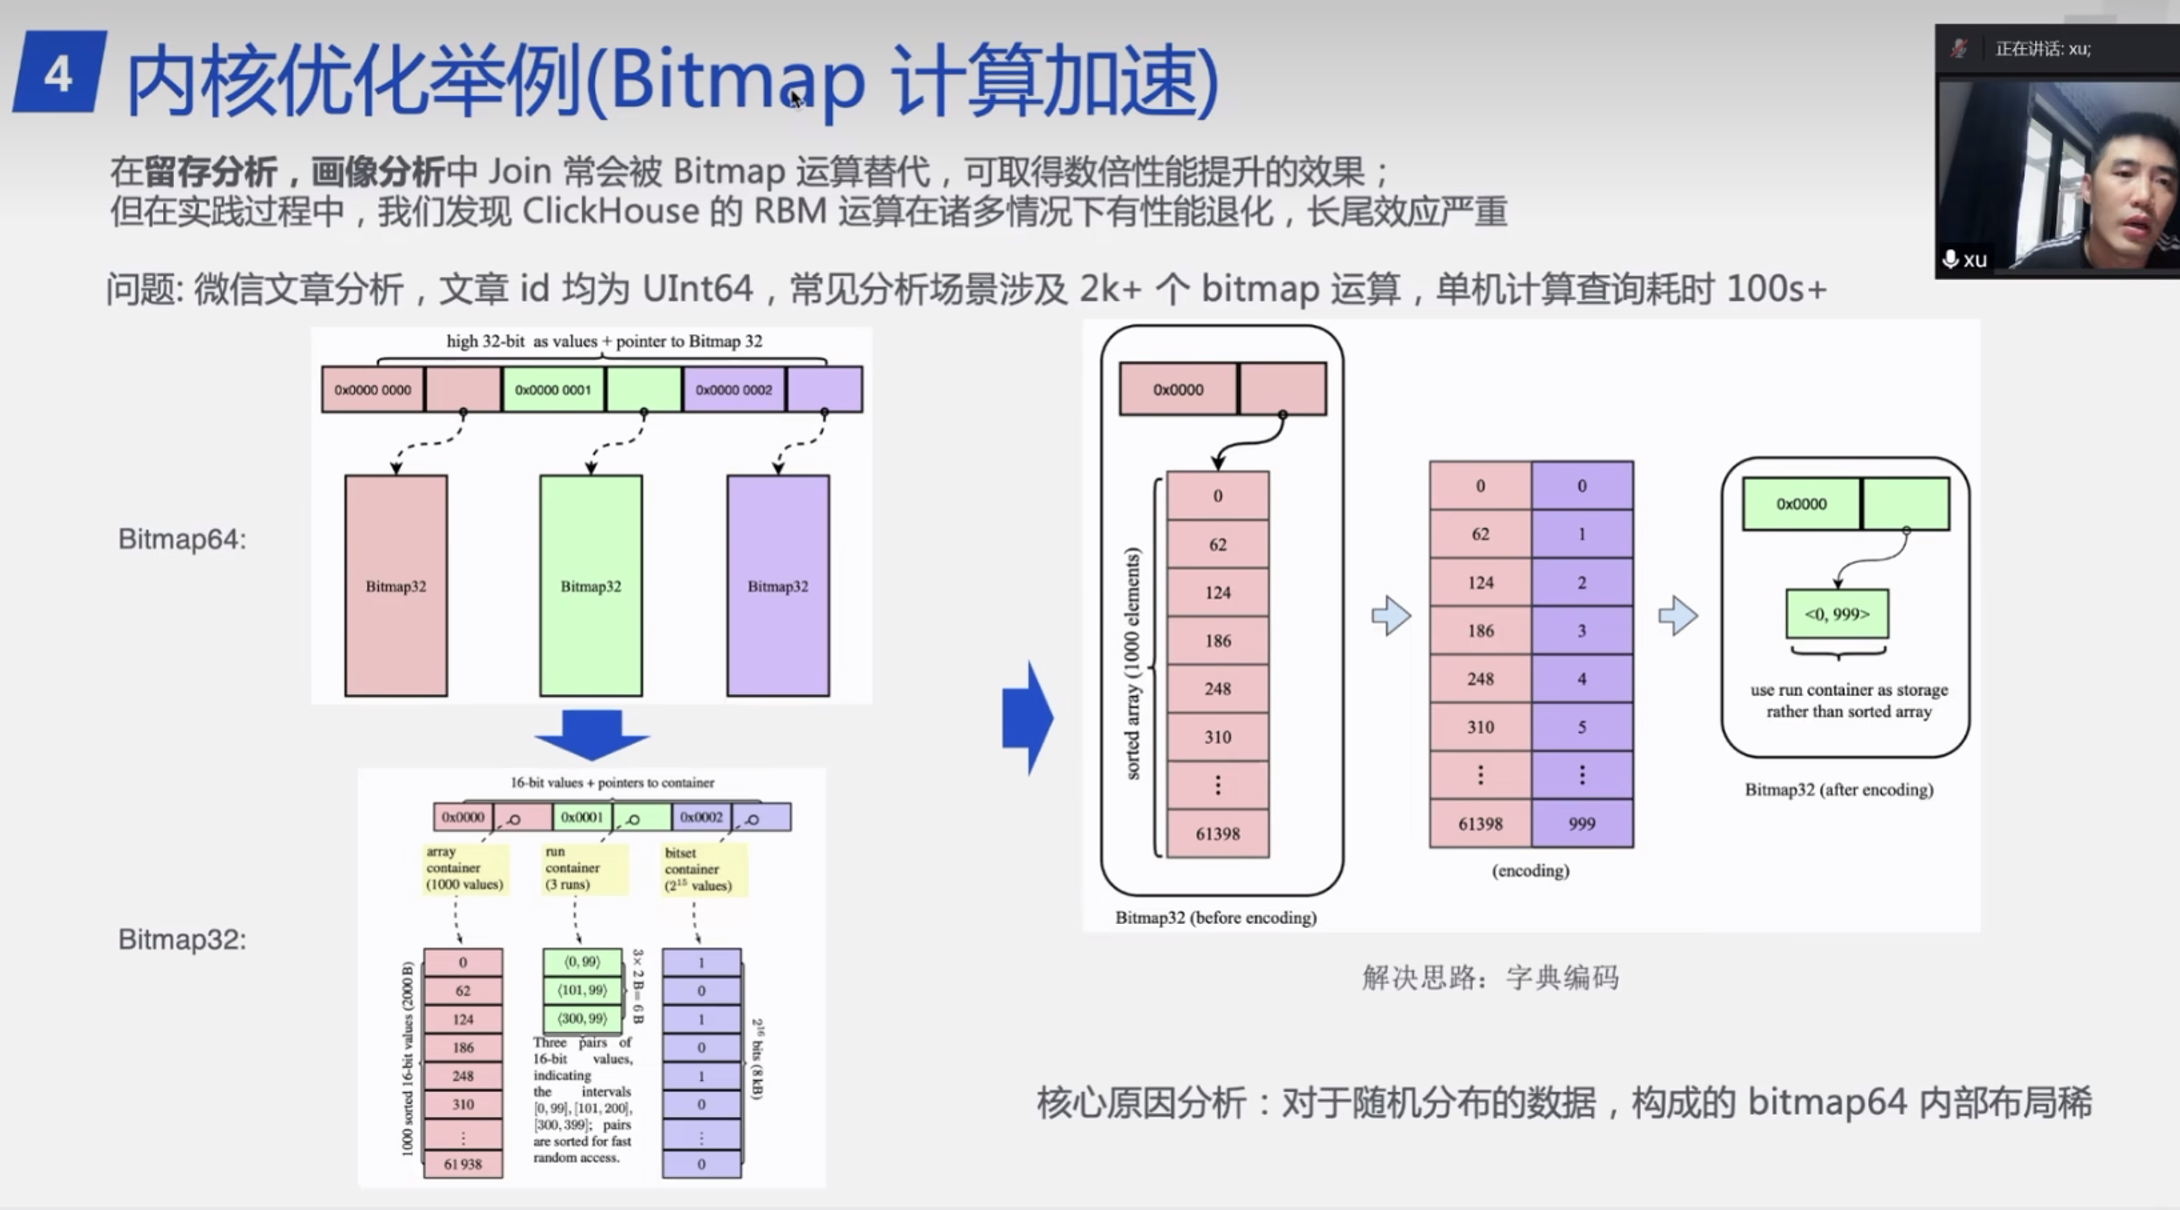 4
内核优化举例(Bitmap 计算加速)
正在讲话: xu;
xu
在留存分析，画像分析中 Join 常会被 Bitmap 运算替代，可取得数倍性能提升的效果；
但在实践过程中，我们发现 ClickHouse 的 RBM 运算在诸多情况下有性能退化，长尾效应严重
问题: 微信文章分析，文章 id 均为 UInt64，常见分析场景涉及 2k+ 个 bitmap 运算，单机计算查询耗时 100s+
Bitmap64:
high 32-bit as values + pointer to Bitmap 32
0x0000 0000
0x0000 0001
0x0000 0002
Bitmap32
Bitmap32
Bitmap32
Bitmap32:
16-bit values + pointers to container
0x0000
0x0001
0x0002
array
container
(1000 values)
run
container
(3 runs)
bitset
container
(2¹⁵ values)
1000 sorted 16-bit values (2000 B)
0
62
124
186
248
310
⋮
61 938
⟨0, 99⟩
⟨101, 99⟩
⟨300, 99⟩
3 × 2 B = 6 B
Three pairs of
16-bit values,
indicating
the intervals
[0, 99], [101, 200],
[300, 399]; pairs
are sorted for fast
random access.
1
0
1
0
1
0
⋮
0
2¹⁶ bits (8 kB)
0x0000
sorted array (1000 elements)
0
62
124
186
248
310
⋮
61398
Bitmap32 (before encoding)
0 0
62 1
124 2
186 3
248 4
310 5
⋮ ⋮
61398 999
(encoding)
0x0000
<0, 999>
use run container as storage
rather than sorted array
Bitmap32 (after encoding)
解决思路：字典编码
核心原因分析：对于随机分布的数据，构成的 bitmap64 内部布局稀